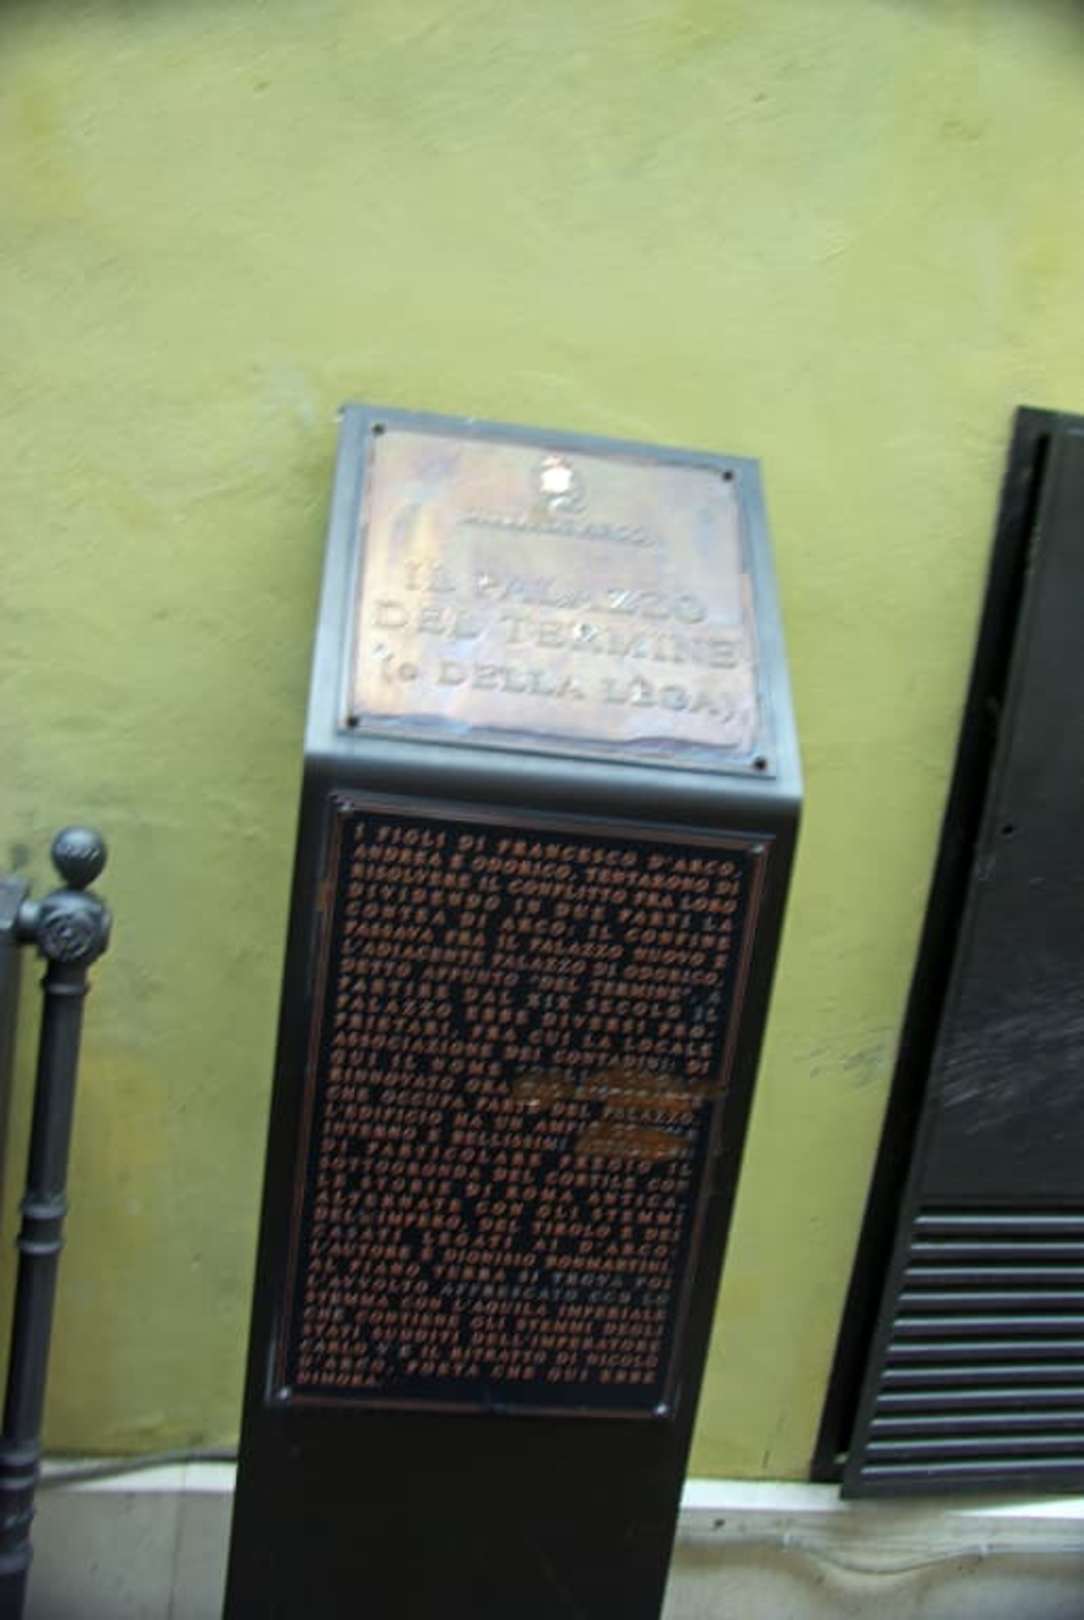 IL PALAZZO
DEL TERMINE
(o DELLA LEGA)
I FIGLI DI FRANCESCO D'ARCO,
ANDREA E ODORICO, TENTARONO DI
RISOLVERE IL CONFLITTO FRA LORO
DIVIDENDO IN DUE PARTI LA
CONTEA DI ARCO. IL CONFINE
PASSAVA FRA IL PALAZZO NUOVO E
L'ADIACENTE PALAZZO DI ODORICO,
DETTO APPUNTO "DEL TERMINE". A
PARTIRE DAL XIX SECOLO IL
PALAZZO EBBE DIVERSI PRO-
PRIETARI, FRA CUI LA LOCALE
ASSOCIAZIONE DEI CONTADINI: DI
QUI IL NOME
RINNOVATO ORA
CHE OCCUPA PARTE DEL PALAZZO.
L'EDIFICIO HA UN
INTERNO E BELLISSIMI
DI PARTICOLARE PREGIO IL
SOTTOGRONDA DEL CORTILE CON
STORIE DI ROMA ANTICA,
ALTERNATE CON GLI STEMMI
DELL'IMPERO, DEL TIROLO E DEI
CASATI LEGATI AI D'ARCO.
L'AUTORE È DIONISIO BONMARTINI.
AL PIANO TERRA SI TROVA POI
L'AVVOLTO AFFRESCATO CON LO
STEMMA CON L'AQUILA IMPERIALE
CHE CONTIENE GLI STEMMI DEGLI
STATI SUDDITI DELL'IMPERATORE
CARLO V E IL RITRATTO DI NICOLÒ
D'ARCO, POETA CHE QUI EBBE
DIMORA.